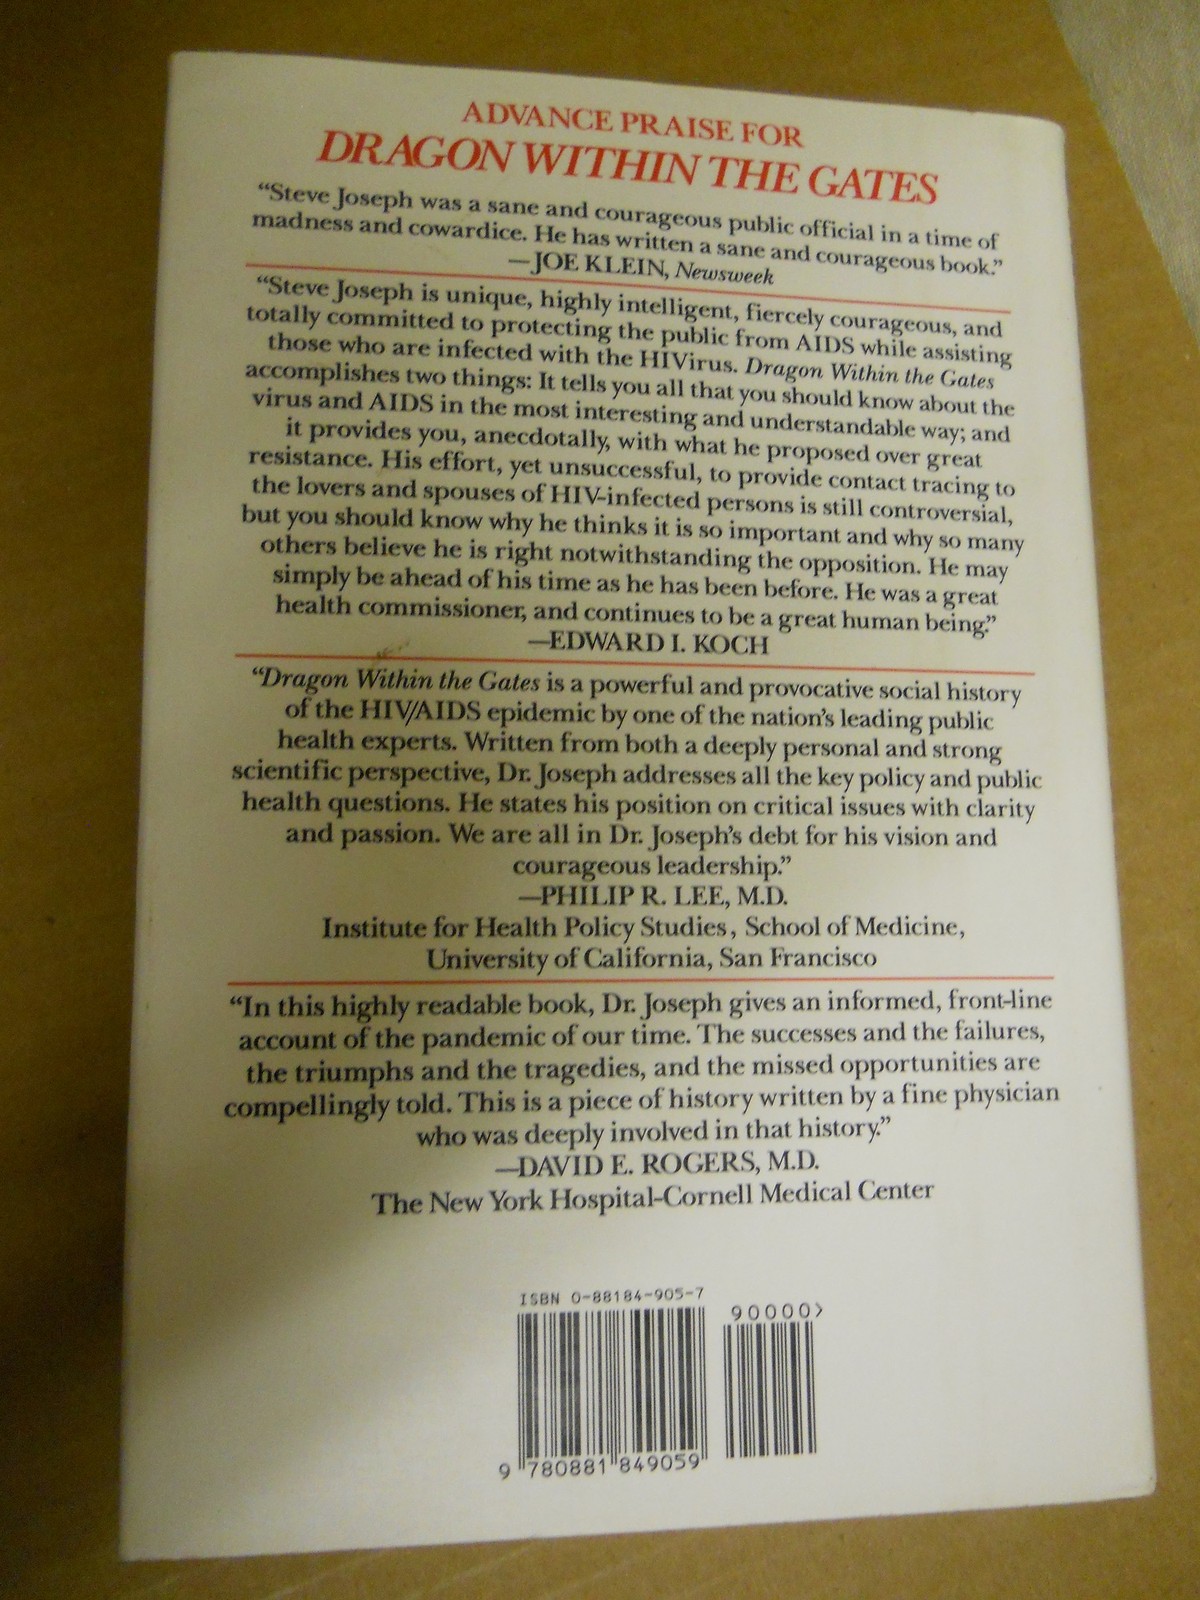 ADVANCE PRAISE FOR
DRAGON WITHIN THE GATES
“Steve Joseph was a sane and courageous public official in a time of
madness and cowardice. He has written a sane and courageous book.”
—JOE KLEIN, Newsweek
“Steve Joseph is unique, highly intelligent, fiercely courageous, and
totally committed to protecting the public from AIDS while assisting
those who are infected with the HIVirus. Dragon Within the Gates
accomplishes two things: It tells you all that you should know about the
virus and AIDS in the most interesting and understandable way; and
it provides you, anecdotally, with what he proposed over great
resistance. His effort, yet unsuccessful, to provide contact tracing to
the lovers and spouses of HIV-infected persons is still controversial,
but you should know why he thinks it is so important and why so many
others believe he is right notwithstanding the opposition. He may
simply be ahead of his time as he has been before. He was a great
health commissioner, and continues to be a great human being.”
—EDWARD I. KOCH
“Dragon Within the Gates is a powerful and provocative social history
of the HIV/AIDS epidemic by one of the nation’s leading public
health experts. Written from both a deeply personal and strong
scientific perspective, Dr. Joseph addresses all the key policy and public
health questions. He states his position on critical issues with clarity
and passion. We are all in Dr. Joseph’s debt for his vision and
courageous leadership.”
—PHILIP R. LEE, M.D.
Institute for Health Policy Studies, School of Medicine,
University of California, San Francisco
“In this highly readable book, Dr. Joseph gives an informed, front-line
account of the pandemic of our time. The successes and the failures,
the triumphs and the tragedies, and the missed opportunities are
compellingly told. This is a piece of history written by a fine physician
who was deeply involved in that history.”
—DAVID E. ROGERS, M.D.
The New York Hospital-Cornell Medical Center
ISBN 0-88184-905-7
90000>
9 780881 849059